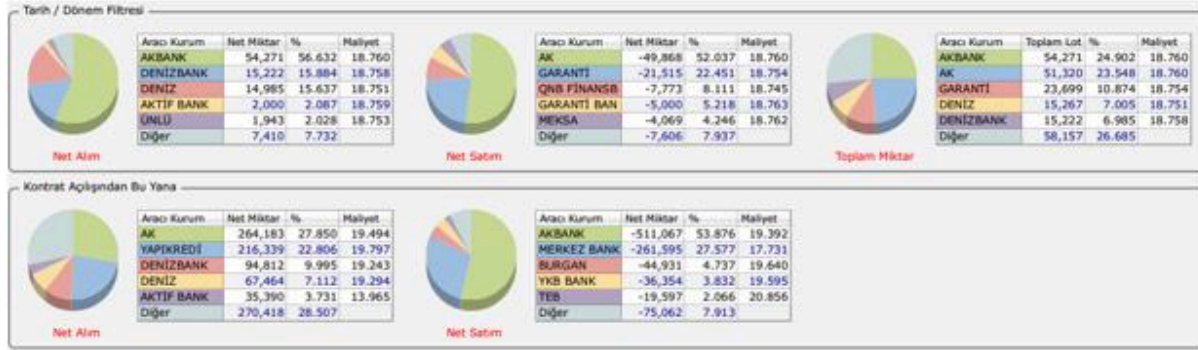 Tarih / Dönem Filtresi
Aracı Kurum Net Miktar % Maliyet
AKBANK 54,271 56.632 18.760
DENİZBANK 15,222 15.884 18.758
DENİZ 14,985 15.637 18.751
AKTİF BANK 2,000 2.087 18.759
ÜNLÜ 1,943 2.028 18.753
Diğer 7,410 7.732
Net Alım
Aracı Kurum Net Miktar % Maliyet
AK -49,868 52.037 18.760
GARANTİ -21,515 22.451 18.754
QNB FİNANSB -7,773 8.111 18.745
GARANTİ BAN -5,000 5.218 18.763
MEKSA -4,069 4.246 18.762
Diğer -7,606 7.937
Net Satım
Aracı Kurum Toplam Lot % Maliyet
AKBANK 54,271 24.902 18.760
AK 51,320 23.548 18.760
GARANTİ 23,699 10.874 18.754
DENİZ 15,267 7.005 18.751
DENİZBANK 15,222 6.985 18.758
Diğer 58,157 26.685
Toplam Miktar
Kontrat Açılışından Bu Yana
Aracı Kurum Net Miktar % Maliyet
AK 264,183 27.850 19.494
YAPIKREDİ 216,339 22.806 19.797
DENİZBANK 94,812 9.995 19.243
DENİZ 67,464 7.112 19.294
AKTİF BANK 35,390 3.731 13.965
Diğer 270,418 28.507
Net Alım
Aracı Kurum Net Miktar % Maliyet
AKBANK -511,067 53.876 19.392
MERKEZ BANK -261,595 27.577 17.731
BURGAN -44,931 4.737 19.640
YKB BANK -36,354 3.832 19.595
TEB -19,597 2.066 20.856
Diğer -75,062 7.913
Net Satım